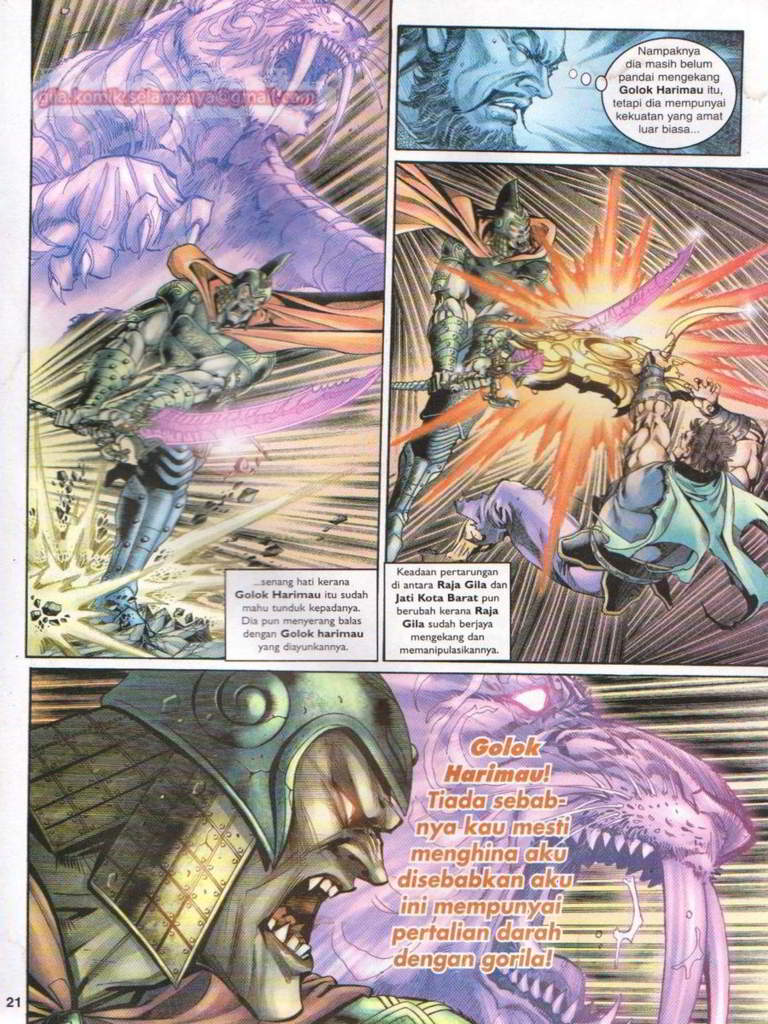 gila.komik.selamanya@gmail.com
Nampaknya
dia masih belum
pandai mengekang
Golok Harimau itu,
tetapi dia mempunyai
kekuatan yang amat
luar biasa...
...senang hati kerana
Golok Harimau itu sudah
mahu tunduk kepadanya.
Dia pun menyerang balas
dengan Golok harimau
yang diayunkannya.
Keadaan pertarungan
di antara Raja Gila dan
Jati Kota Barat pun
berubah kerana Raja
Gila sudah berjaya
mengekang dan
memanipulasikannya.
Golok
Harimau!
Tiada sebab-
nya kau mesti
menghina aku
disebabkan aku
ini mempunyai
pertalian darah
dengan gorila!
21